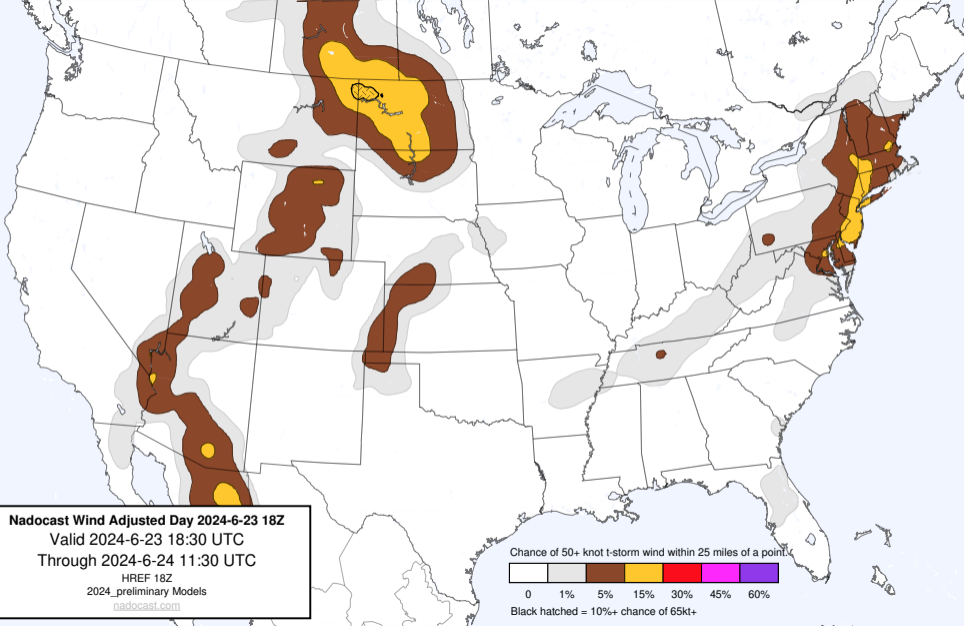 Nadocast Wind Adjusted Day 2024-6-23 18Z
Valid 2024-6-23 18:30 UTC
Through 2024-6-24 11:30 UTC
HREF 18Z
2024_preliminary Models
nadocast.com
Chance of 50+ knot t-storm wind within 25 miles of a point.
0 1% 5% 15% 30% 45% 60%
Black hatched = 10%+ chance of 65kt+